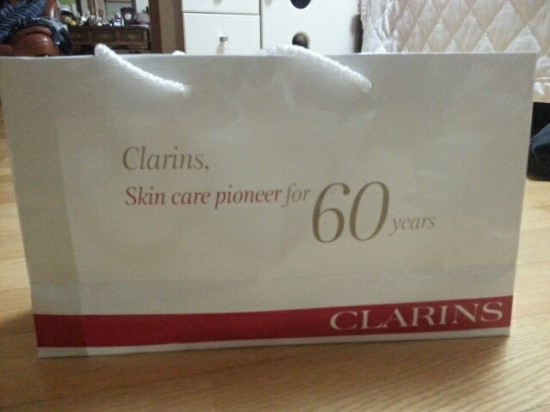 Clarins,
Skin care pioneer for 60 years
CLARINS